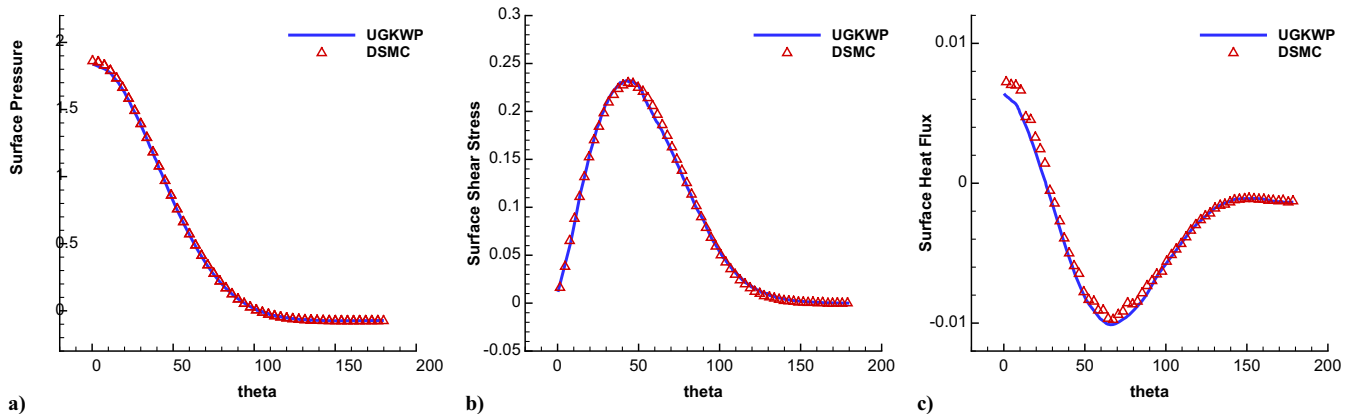 Surface Pressure
2
1.5
1
0.5
0
0 50 100 150 200
theta
UGKWP
DSMC
a)
Surface Shear Stress
0.3
0.25
0.2
0.15
0.1
0.05
0
-0.05
0 50 100 150 200
theta
UGKWP
DSMC
b)
Surface Heat Flux
0.01
0
-0.01
0 50 100 150 200
theta
UGKWP
DSMC
c)